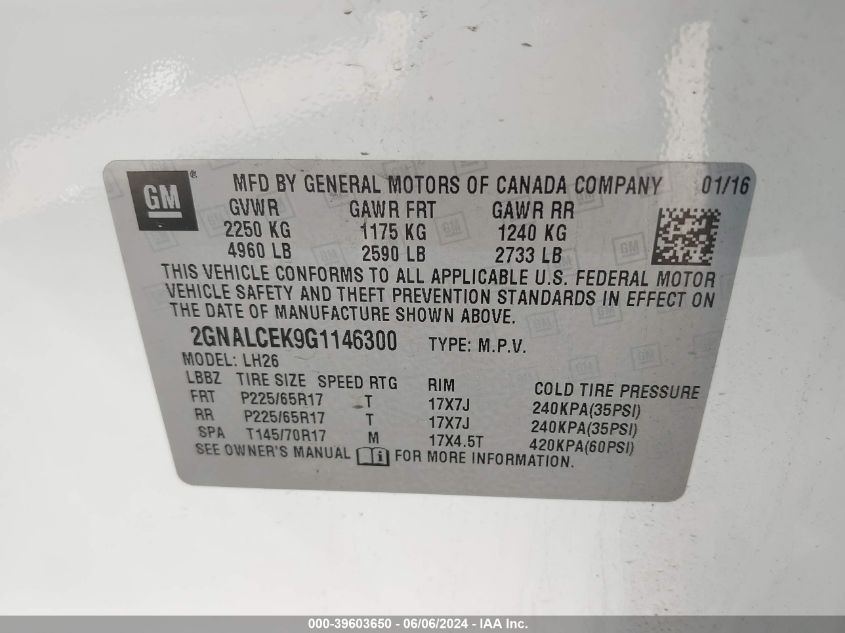 GM ® MFD BY GENERAL MOTORS OF CANADA COMPANY 01/16
GVWR GAWR FRT GAWR RR
2250 KG 1175 KG 1240 KG
4960 LB 2590 LB 2733 LB
THIS VEHICLE CONFORMS TO ALL APPLICABLE U.S. FEDERAL MOTOR
VEHICLE SAFETY AND THEFT PREVENTION STANDARDS IN EFFECT ON
THE DATE OF MANUFACTURE SHOWN ABOVE.
2GNALCEK9G1146300 TYPE: M.P.V.
MODEL: LH26
LBBZ TIRE SIZE SPEED RTG RIM COLD TIRE PRESSURE
FRT P225/65R17 T 17X7J 240KPA(35PSI)
RR P225/65R17 T 17X7J 240KPA(35PSI)
SPA T145/70R17 M 17X4.5T 420KPA(60PSI)
SEE OWNER'S MANUAL FOR MORE INFORMATION.
000-39603650 - 06/06/2024 - IAA Inc.